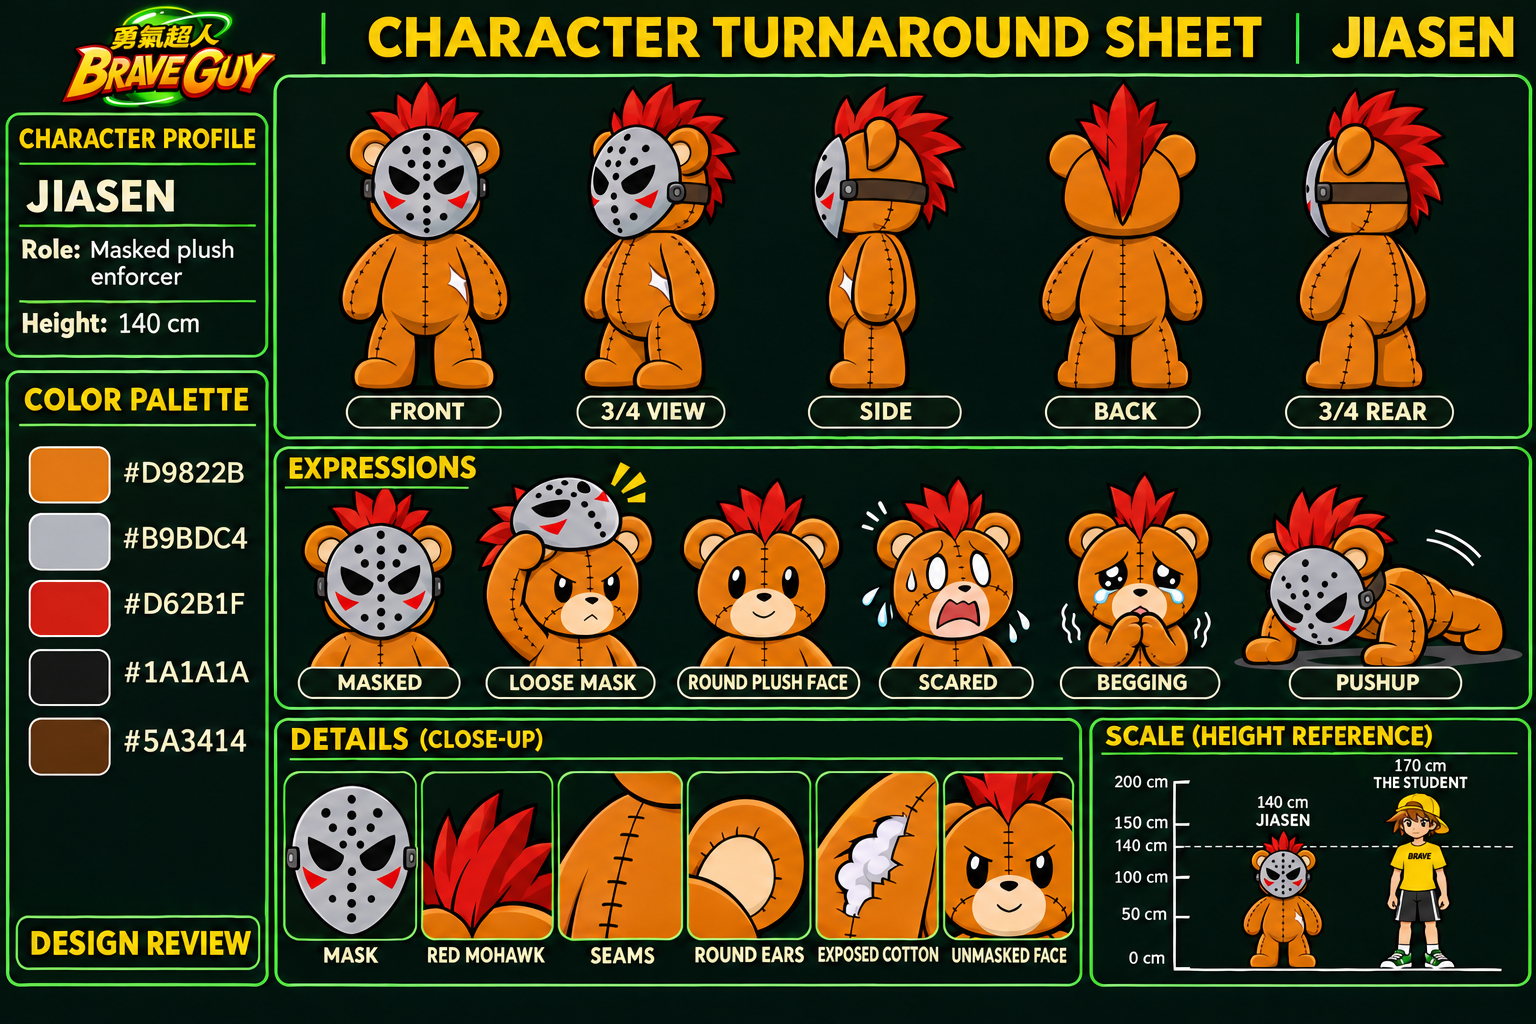 勇氣超人
BRAVE GUY
CHARACTER TURNAROUND SHEET
JIASEN
CHARACTER PROFILE
JIASEN
Role: Masked plush
enforcer
Height: 140 cm
COLOR PALETTE
#D9822B
#B9BDC4
#D62B1F
#1A1A1A
#5A3414
DESIGN REVIEW
FRONT
3/4 VIEW
SIDE
BACK
3/4 REAR
EXPRESSIONS
MASKED
LOOSE MASK
ROUND PLUSH FACE
SCARED
BEGGING
PUSHUP
DETAILS (CLOSE-UP)
MASK
RED MOHAWK
SEAMS
ROUND EARS
EXPOSED COTTON
UNMASKED FACE
SCALE (HEIGHT REFERENCE)
200 cm
150 cm
140 cm
100 cm
50 cm
0 cm
140 cm
JIASEN
170 cm
THE STUDENT
BRAVE